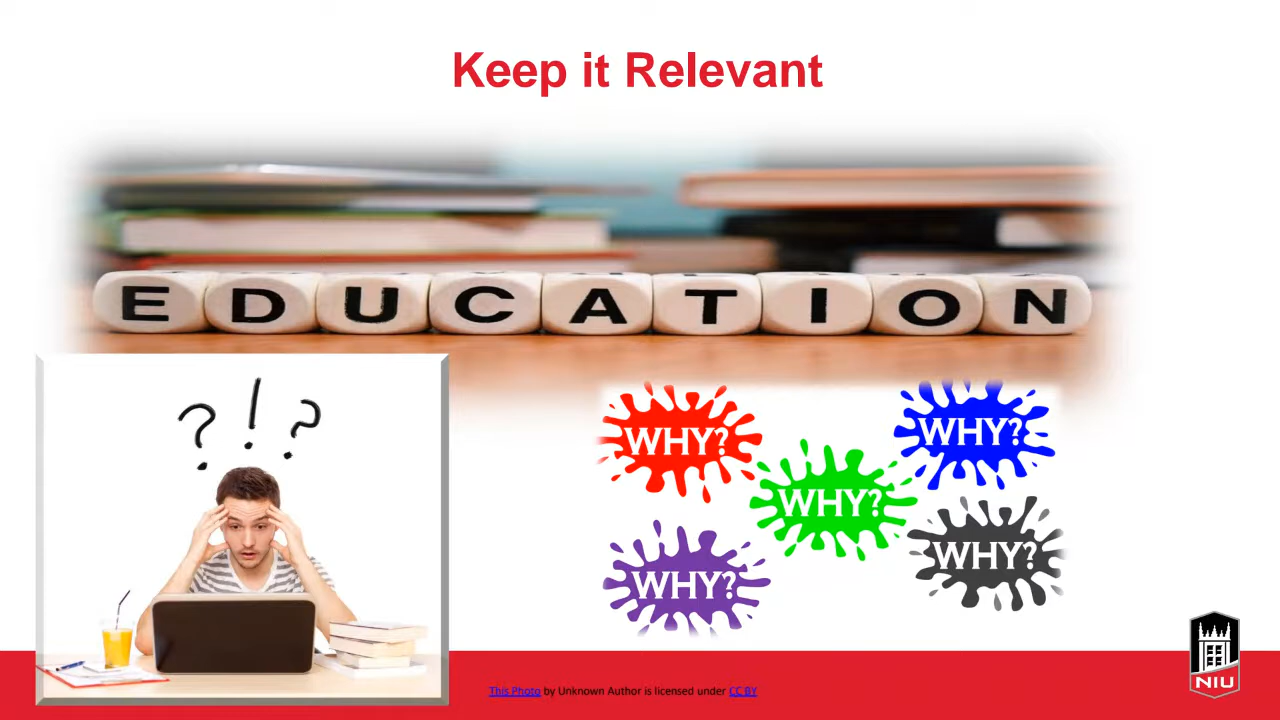 Keep it Relevant
EDUCATION
? ! ?
WHY?
WHY?
WHY?
WHY?
WHY?
This Photo by Unknown Author is licensed under CC BY
NIU